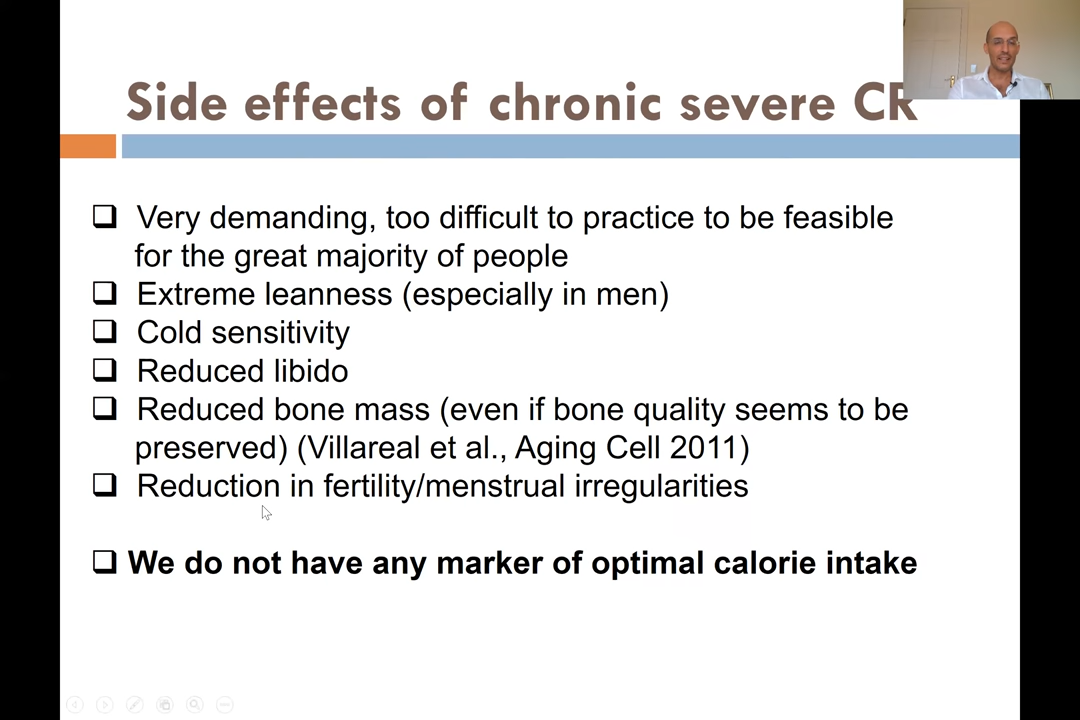 Side effects of chronic severe CR
❑ Very demanding, too difficult to practice to be feasible
for the great majority of people
❑ Extreme leanness (especially in men)
❑ Cold sensitivity
❑ Reduced libido
❑ Reduced bone mass (even if bone quality seems to be
preserved) (Villareal et al., Aging Cell 2011)
❑ Reduction in fertility/menstrual irregularities
❑ We do not have any marker of optimal calorie intake